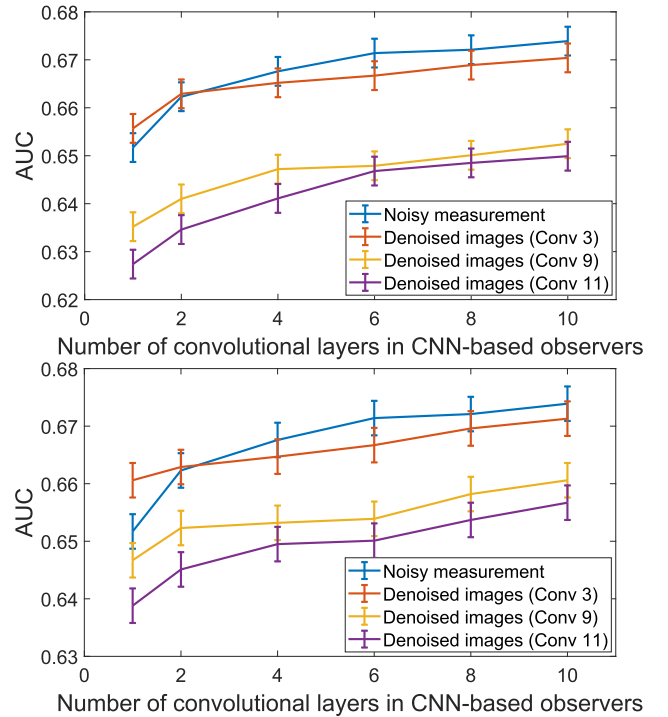 0.68
0.67
0.66
0.65
0.64
0.63
0.62
AUC
Noisy measurement
Denoised images (Conv 3)
Denoised images (Conv 9)
Denoised images (Conv 11)
0 2 4 6 8 10
Number of convolutional layers in CNN-based observers
0.68
0.67
0.66
0.65
0.64
0.63
AUC
Noisy measurement
Denoised images (Conv 3)
Denoised images (Conv 9)
Denoised images (Conv 11)
0 2 4 6 8 10
Number of convolutional layers in CNN-based observers